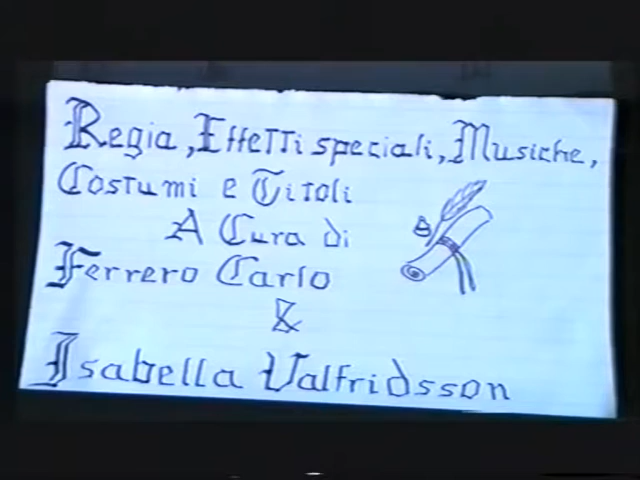 Regia, Effetti speciali, Musiche,
Costumi e Titoli
A Cura di
Ferrero Carlo
&
Isabella Valfridsson